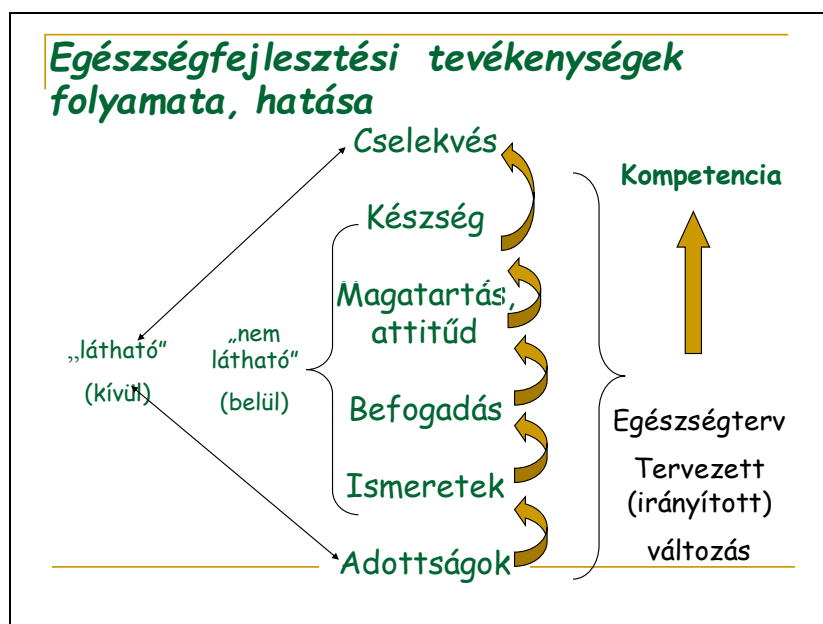 Egészségfejlesztési tevékenységek
folyamata, hatása
Cselekvés
Készség
Magatartás,
attitűd
Befogadás
Ismeretek
Adottságok
„látható”
(kívül)
„nem
látható”
(belül)
Kompetencia
Egészségterv
Tervezett
(irányított)
változás